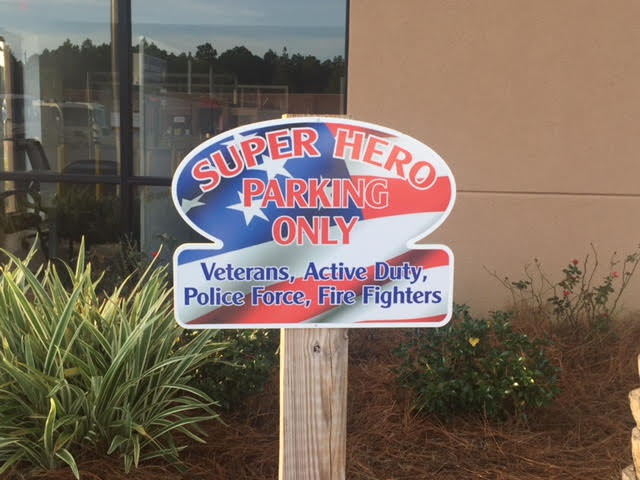 SUPER HERO
PARKING
ONLY
Veterans, Active Duty,
Police Force, Fire Fighters